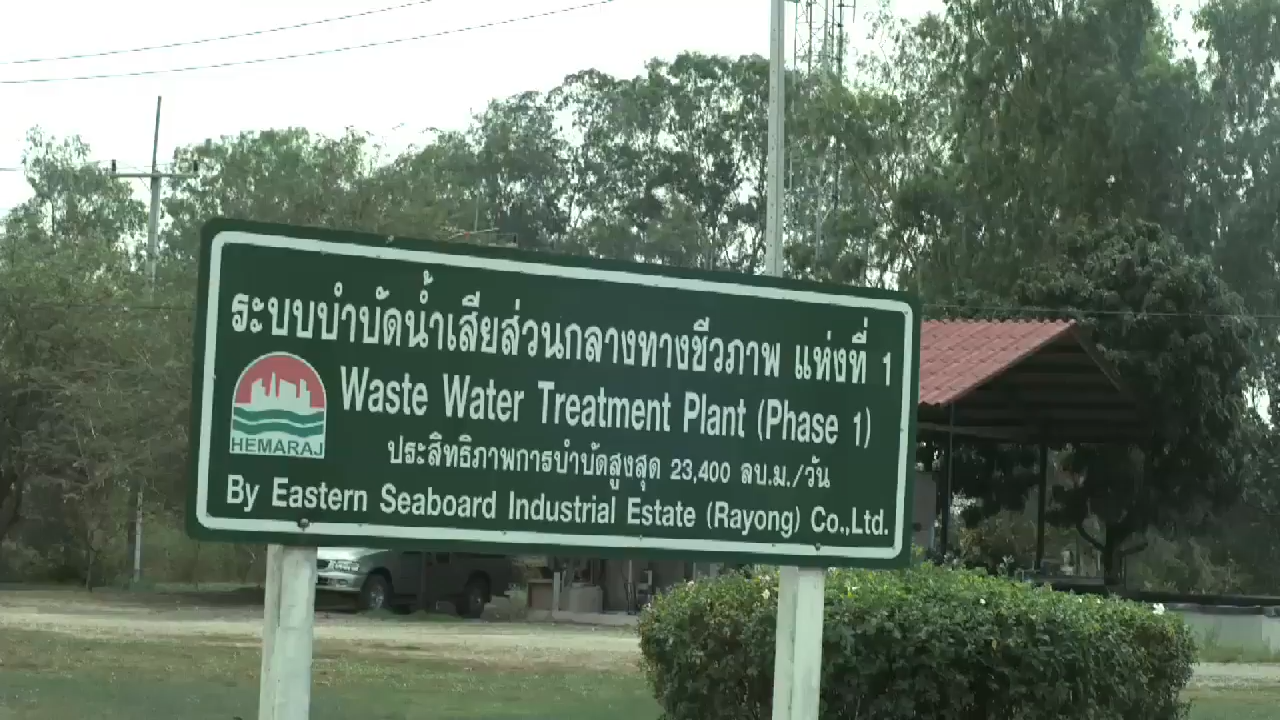 ระบบบำบัดน้ำเสียส่วนกลางทางชีวภาพ แห่งที่ 1
Waste Water Treatment Plant (Phase 1)
HEMARAJ
ประสิทธิภาพการบำบัดสูงสุด 23,400 ลบ.ม./วัน
By Eastern Seaboard Industrial Estate (Rayong) Co.,Ltd.